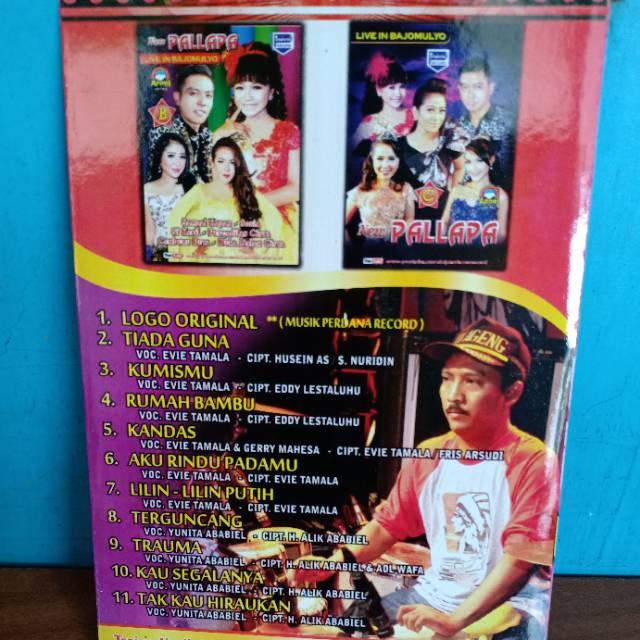 New PALLAPA
LIVE IN BAJOMULYO
B
LIVE IN BAJOMULYO
C
New PALLAPA
1. LOGO ORIGINAL ** ( MUSIK PERDANA RECORD )
2. TIADA GUNA
VOC. EVIE TAMALA - CIPT. HUSEIN AS S. NURIDIN
3. KUMISMU
VOC. EVIE TAMALA - CIPT. EDDY LESTALUHU
4. RUMAH BAMBU
VOC. EVIE TAMALA - CIPT. EDDY LESTALUHU
5. KANDAS
VOC. EVIE TAMALA & GERRY MAHESA - CIPT. EVIE TAMALA/FRIS ARSUDI
6. AKU RINDU PADAMU
VOC. EVIE TAMALA - CIPT. EVIE TAMALA
7. LILIN - LILIN PUTIH
VOC. EVIE TAMALA - CIPT. EVIE TAMALA
8. TERGUNCANG
VOC. YUNITA ABABIEL - CIPT. H. ALIK ABABIEL
9. TRAUMA
VOC. YUNITA ABABIEL - CIPT. H. ALIK ABABIEL & AOL WAFA
10. KAU SEGALANYA
VOC. YUNITA ABABIEL - CIPT. H. ALIK ABABIEL
11. TAK KAU HIRAUKAN
VOC. YUNITA ABABIEL - CIPT. H. ALIK ABABIEL